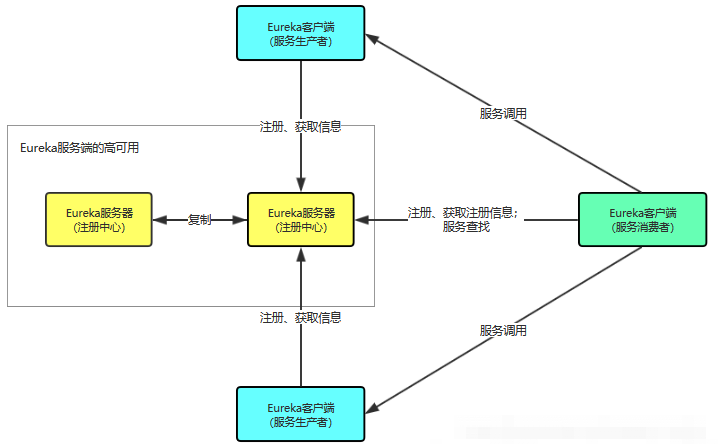 Eureka客户端
(服务生产者)
服务调用
注册、获取信息
Eureka服务端的高可用
Eureka服务器
(注册中心)
复制
Eureka服务器
(注册中心)
注册、获取注册信息；
服务查找
Eureka客户端
(服务消费者)
注册、获取信息
服务调用
Eureka客户端
(服务生产者)